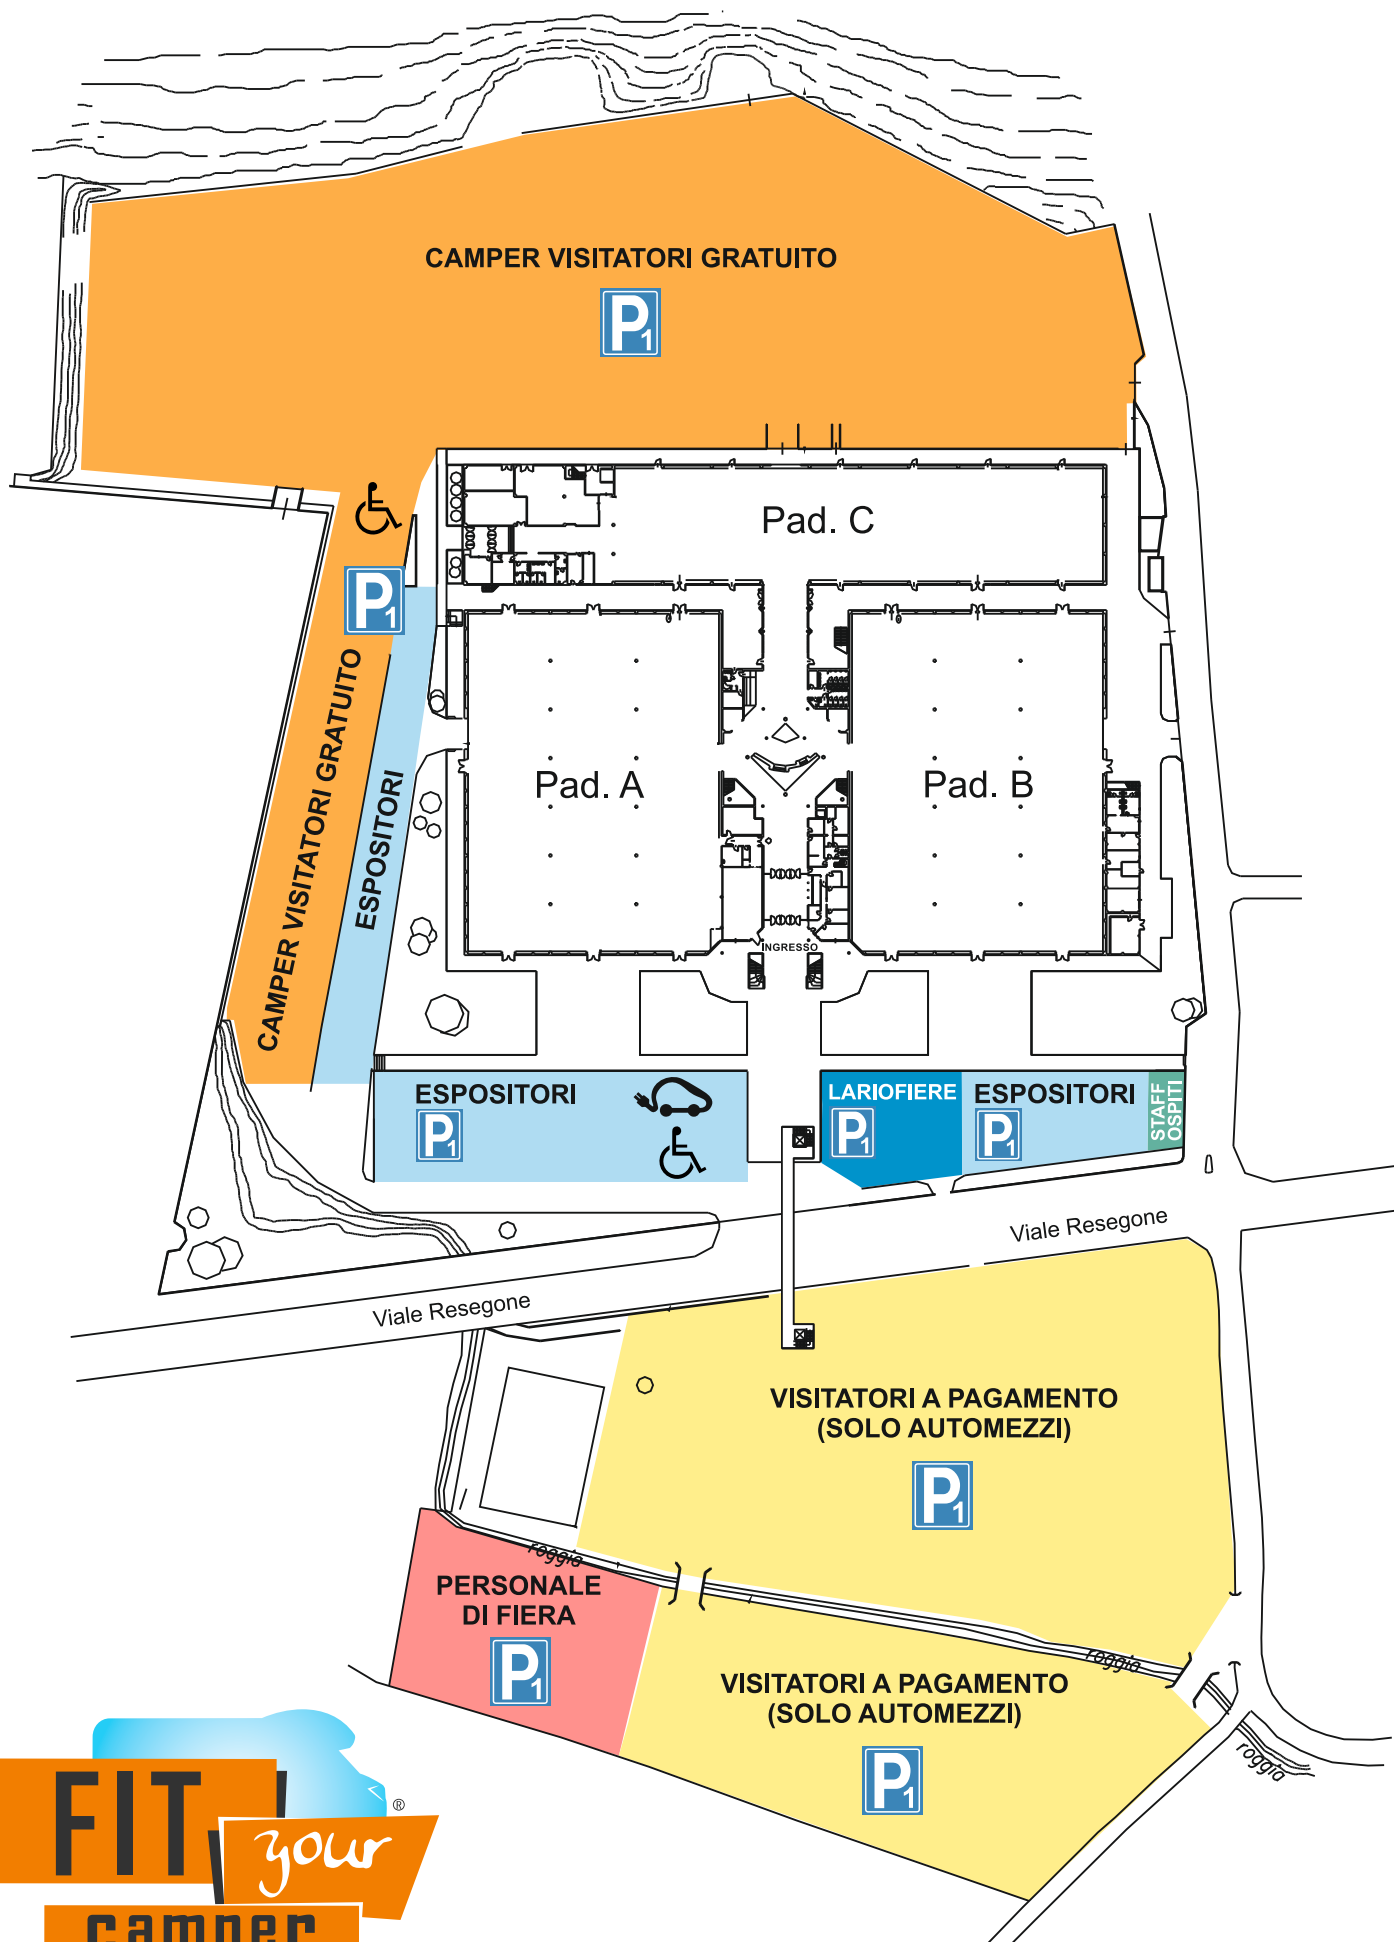 CAMPER VISITATORI GRATUITO
P1
Pad. C
P1
CAMPER VISITATORI GRATUITO
ESPOSITORI
Pad. A
Pad. B
INGRESSO
ESPOSITORI
P1
LARIOFIERE
P1
ESPOSITORI
P1
STAFF
OSPITI
Viale Resegone
Viale Resegone
VISITATORI A PAGAMENTO
(SOLO AUTOMEZZI)
P1
roggia
PERSONALE
DI FIERA
P1
roggia
VISITATORI A PAGAMENTO
(SOLO AUTOMEZZI)
P1
roggia
FIT
your
®
camper